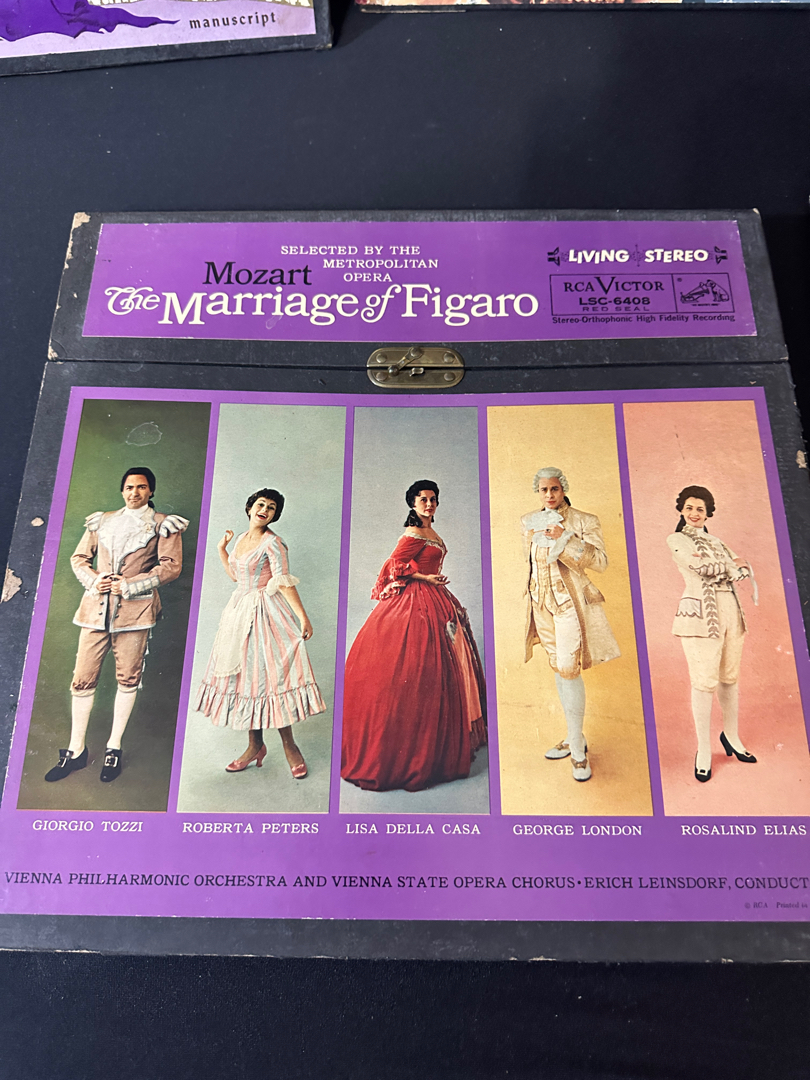 manuscript
SELECTED BY THE
METROPOLITAN
OPERA
Mozart
The Marriage of Figaro
LIVING STEREO
RCA VICTOR
LSC-6408
RED SEAL
Stereo-Orthophonic High Fidelity Recording
GIORGIO TOZZI
ROBERTA PETERS
LISA DELLA CASA
GEORGE LONDON
ROSALIND ELIAS
VIENNA PHILHARMONIC ORCHESTRA AND VIENNA STATE OPERA CHORUS • ERICH LEINSDORF, CONDUCT
© RCA Printed in